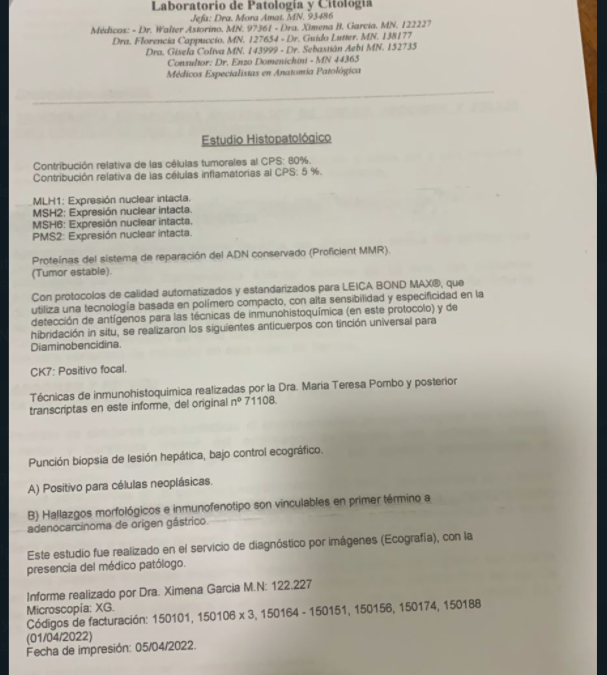 Laboratorio de Patología y Citología
Jefa: Dra. Mora Amat. MN. 93486
Médicos: - Dr. Walter Astorino. MN. 97361 - Dra. Ximena B. García. MN. 122227
Dra. Florencia Cappuccio. MN. 127654 - Dr. Guido Lutter. MN. 138177
Dra. Gisela Coliva MN. 143999 - Dr. Sebastián Aebi MN. 152735
Consultor: Dr. Enzo Domenichini - MN 44365
Médicos Especialistas en Anatomía Patológica
Estudio Histopatológico
Contribución relativa de las células tumorales al CPS: 80%.
Contribución relativa de las células inflamatorias al CPS: 5 %.
MLH1: Expresión nuclear intacta.
MSH2: Expresión nuclear intacta.
MSH6: Expresión nuclear intacta.
PMS2: Expresión nuclear intacta.
Proteínas del sistema de reparación del ADN conservado (Proficient MMR).
(Tumor estable).
Con protocolos de calidad automatizados y estandarizados para LEICA BOND MAX®, que
utiliza una tecnología basada en polímero compacto, con alta sensibilidad y especificidad en la
detección de antígenos para las técnicas de inmunohistoquímica (en este protocolo) y de
hibridación in situ, se realizaron los siguientes anticuerpos con tinción universal para
Diaminobencidina.
CK7: Positivo focal.
Técnicas de inmunohistoquimica realizadas por la Dra. Maria Teresa Pombo y posterior
transcriptas en este informe, del original nº 71108.
Punción biopsia de lesión hepática, bajo control ecográfico.
A) Positivo para células neoplásicas.
B) Hallazgos morfológicos e inmunofenotipo son vinculables en primer término a
adenocarcinoma de origen gástrico.
Este estudio fue realizado en el servicio de diagnóstico por imágenes (Ecografía), con la
presencia del médico patólogo.
Informe realizado por Dra. Ximena Garcia M.N: 122.227
Microscopía: XG.
Códigos de facturación: 150101, 150106 x 3, 150164 - 150151, 150156, 150174, 150188
(01/04/2022)
Fecha de impresión: 05/04/2022.